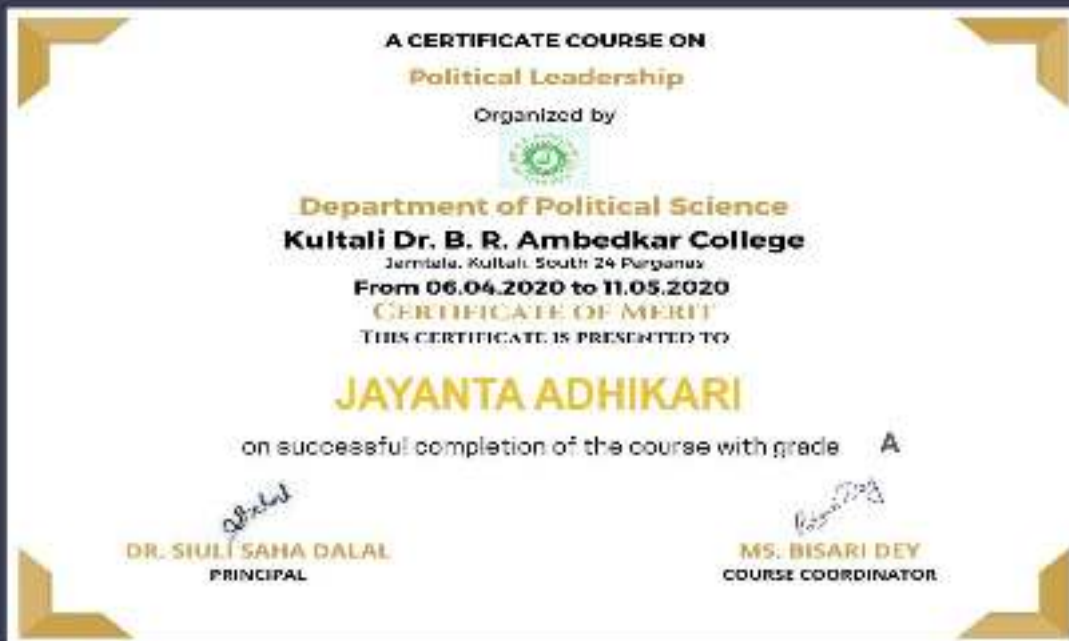 A CERTIFICATE COURSE ON
Political Leadership
Organized by
Department of Political Science
Kultali Dr. B. R. Ambedkar College
Jamtala, Kultali, South 24 Parganas
From 06.04.2020 to 11.05.2020
CERTIFICATE OF MERIT
THIS CERTIFICATE IS PRESENTED TO
JAYANTA ADHIKARI
on successful completion of the course with grade A
DR. SIULI SAHA DALAL
PRINCIPAL
MS. BISARI DEY
COURSE COORDINATOR